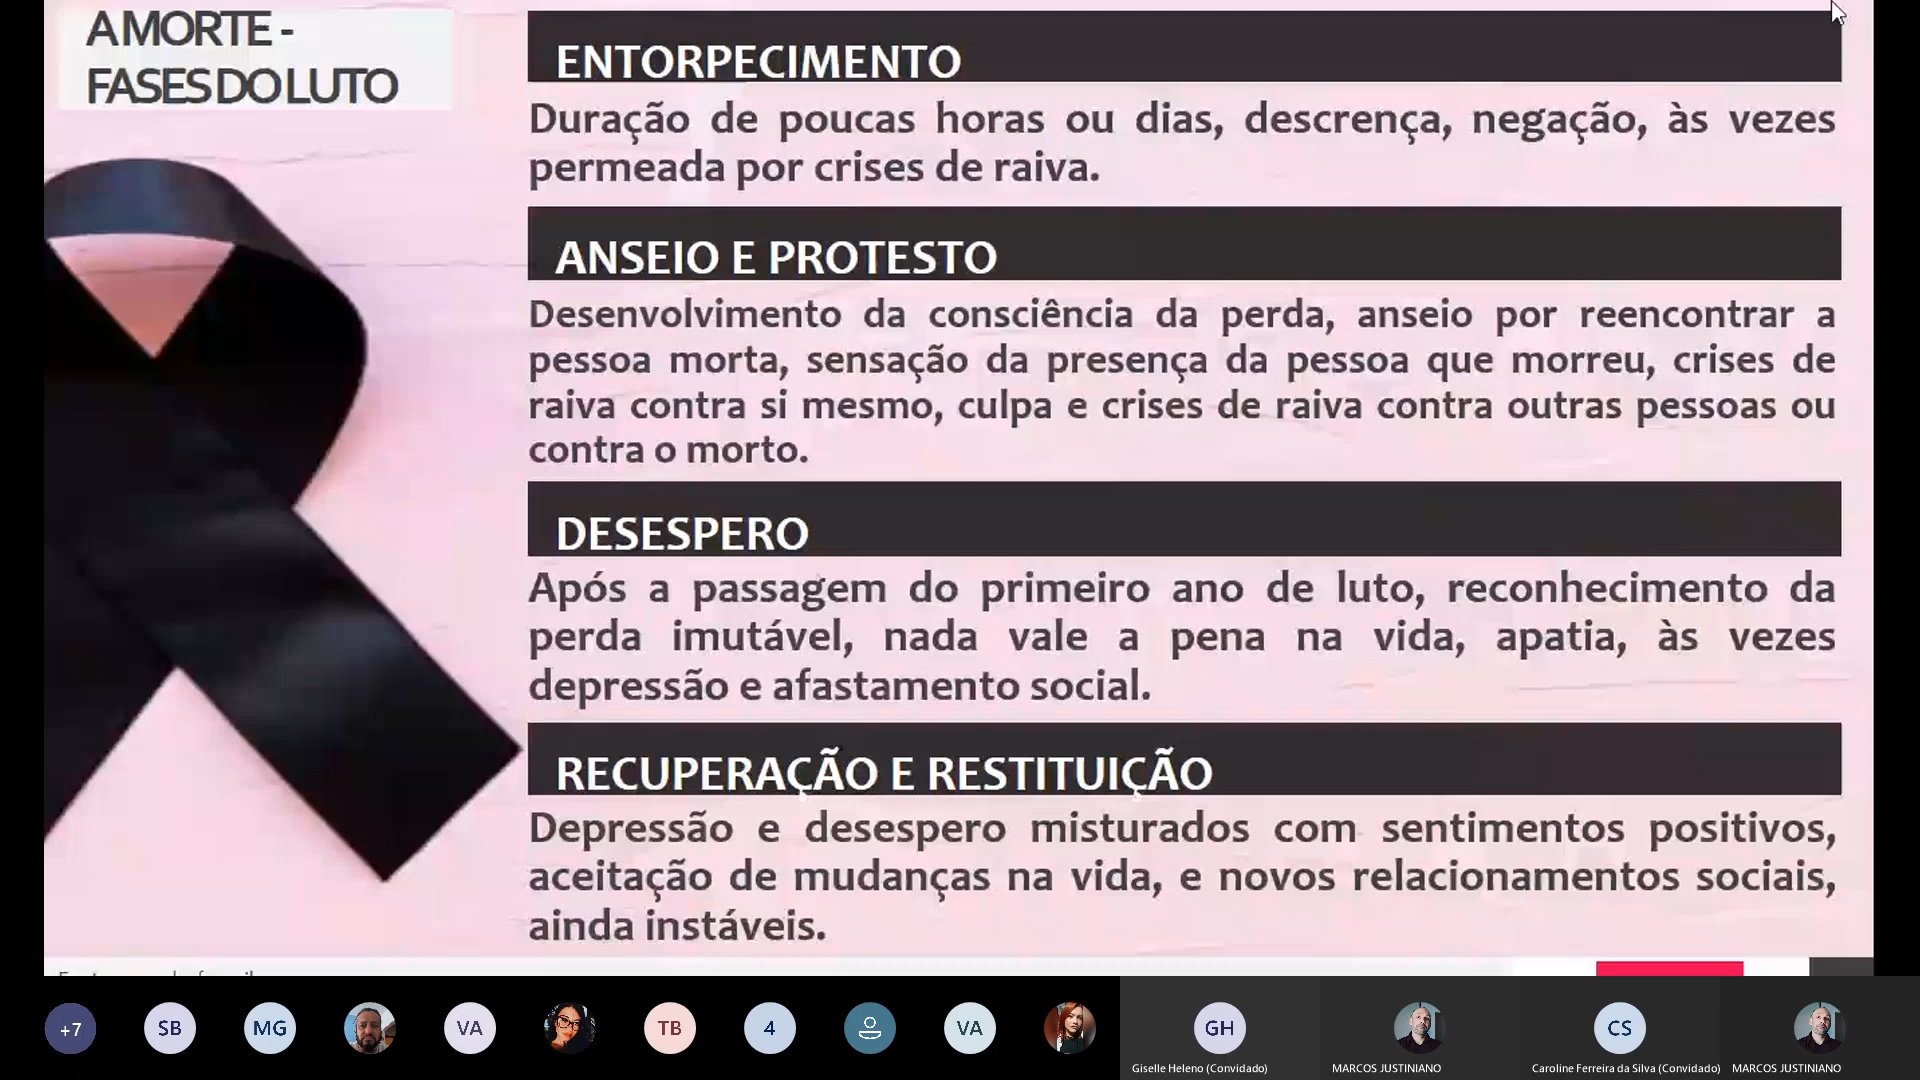 A MORTE -
FASES DO LUTO
ENTORPECIMENTO
Duração de poucas horas ou dias, descrença, negação, às vezes
permeada por crises de raiva.
ANSEIO E PROTESTO
Desenvolvimento da consciência da perda, anseio por reencontrar a
pessoa morta, sensação da presença da pessoa que morreu, crises de
raiva contra si mesmo, culpa e crises de raiva contra outras pessoas ou
contra o morto.
DESESPERO
Após a passagem do primeiro ano de luto, reconhecimento da
perda imutável, nada vale a pena na vida, apatia, às vezes
depressão e afastamento social.
RECUPERAÇÃO E RESTITUIÇÃO
Depressão e desespero misturados com sentimentos positivos,
aceitação de mudanças na vida, e novos relacionamentos sociais,
ainda instáveis.
+7
SB
MG
VA
TB
4
VA
GH
CS
Giselle Heleno (Convidado)
MARCOS JUSTINIANO
Caroline Ferreira da Silva (Convidado)
MARCOS JUSTINIANO